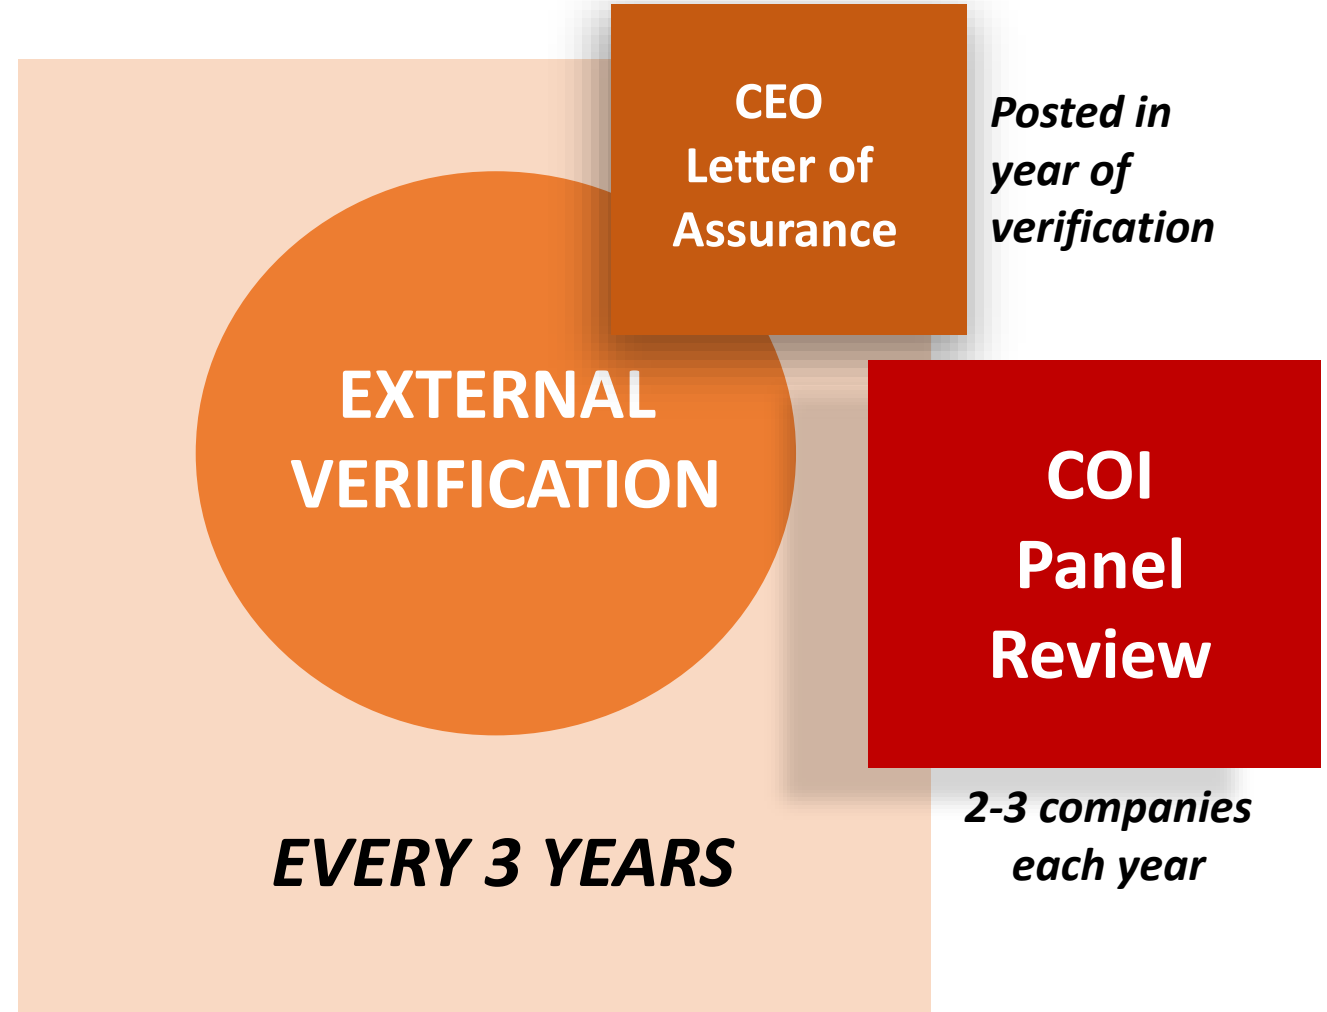 CEO
Letter of
Assurance
Posted in
year of
verification
EXTERNAL
VERIFICATION
COI
Panel
Review
2-3 companies
each year
EVERY 3 YEARS